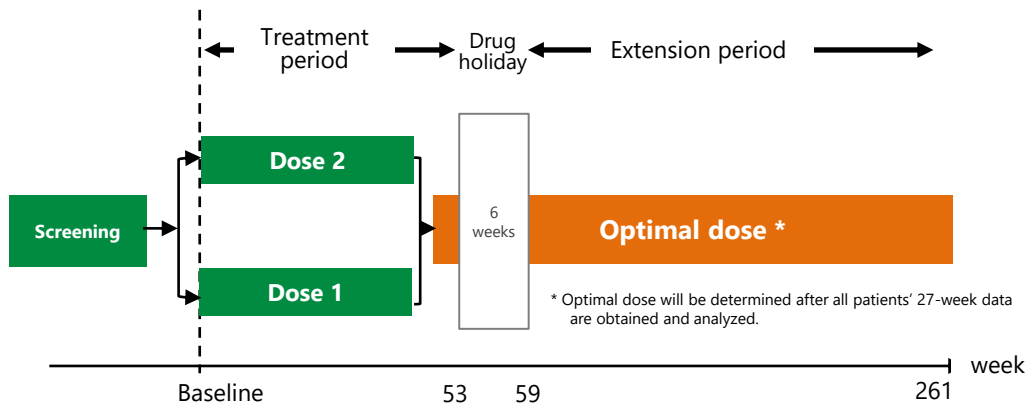 Treatment
period
Drug
holiday
Extension period
Dose 2
Screening
6
weeks
Optimal dose *
Dose 1
* Optimal dose will be determined after all patients’ 27-week data
are obtained and analyzed.
week
Baseline
53
59
261